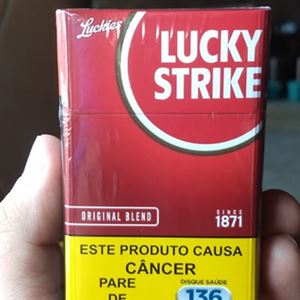 Luckies
LUCKY
STRIKE
ORIGINAL BLEND
SINCE
1871
ESTE PRODUTO CAUSA
CÂNCER
PARE
DE
DISQUE SAÚDE
136